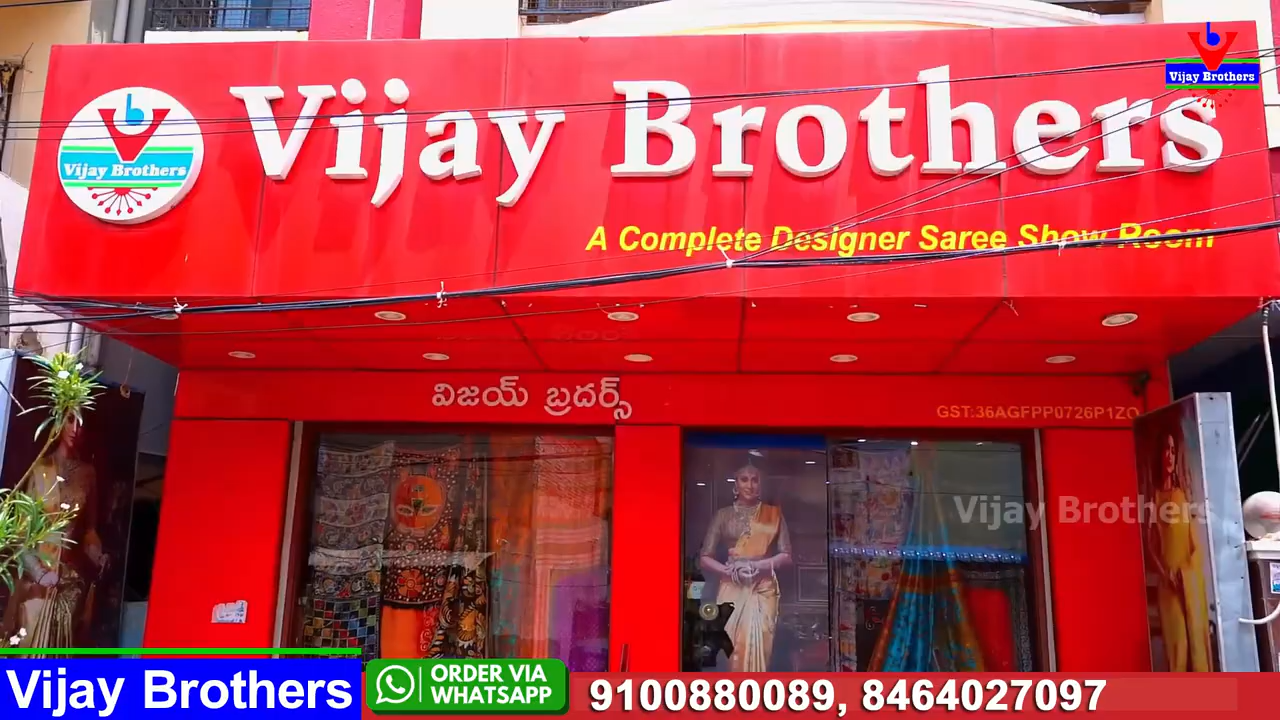 b
Vijay Brothers
Vijay Brothers
b
Vijay Brothers
A Complete Designer Saree Show Room
విజయ్ బ్రదర్స్
GST:36AGFPP0726P1ZO
Vijay Brothers
Vijay Brothers
ORDER VIA
WHATSAPP
9100880089, 8464027097